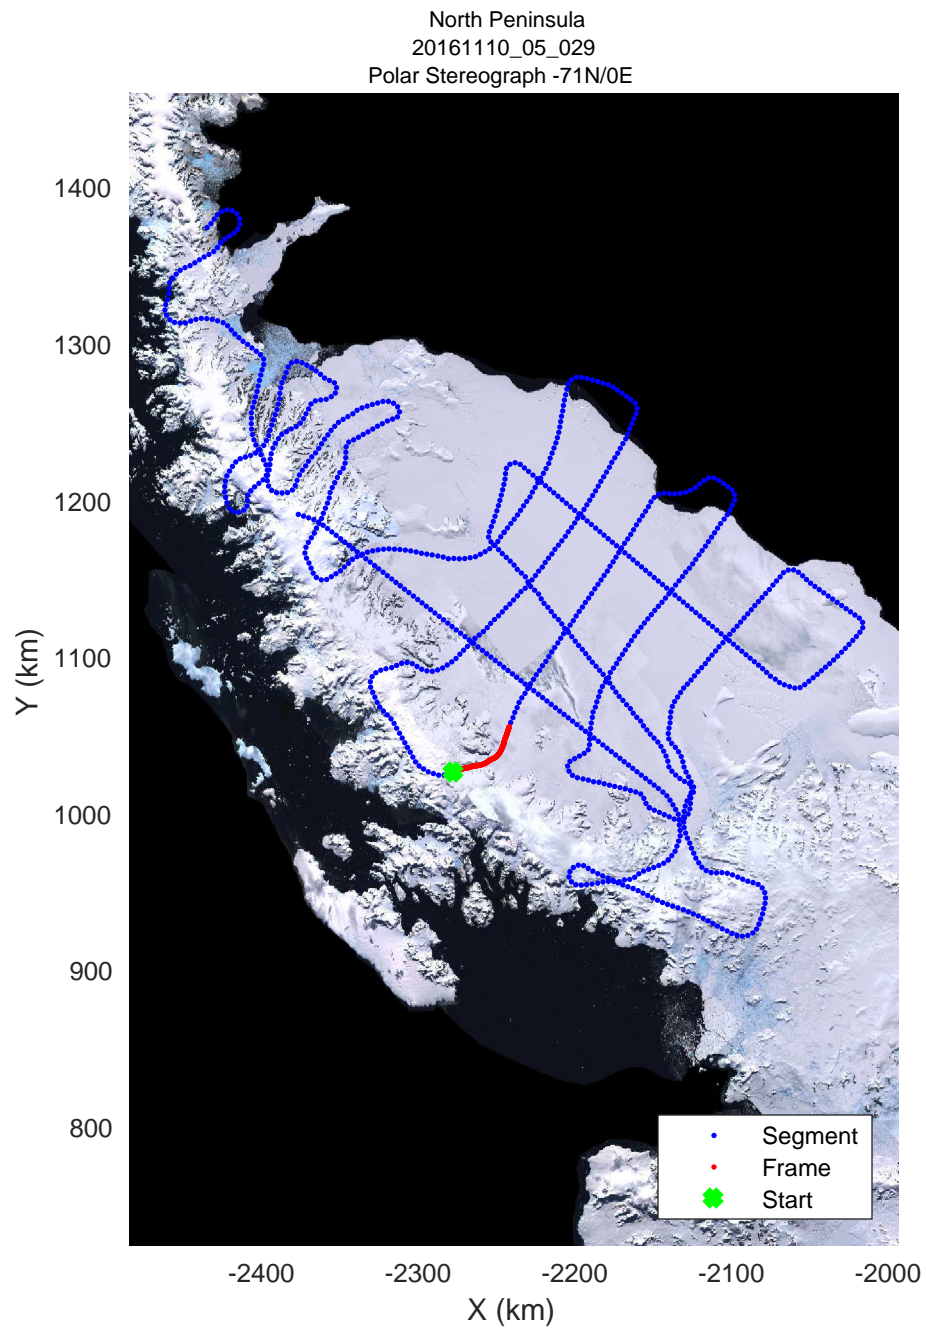 North Peninsula
20161110_05_029
Polar Stereograph -71N/0E
1400
1300
1200
1100
1000
900
800
Y (km)
Segment
Frame
Start
-2400
-2300
-2200
-2100
-2000
X (km)